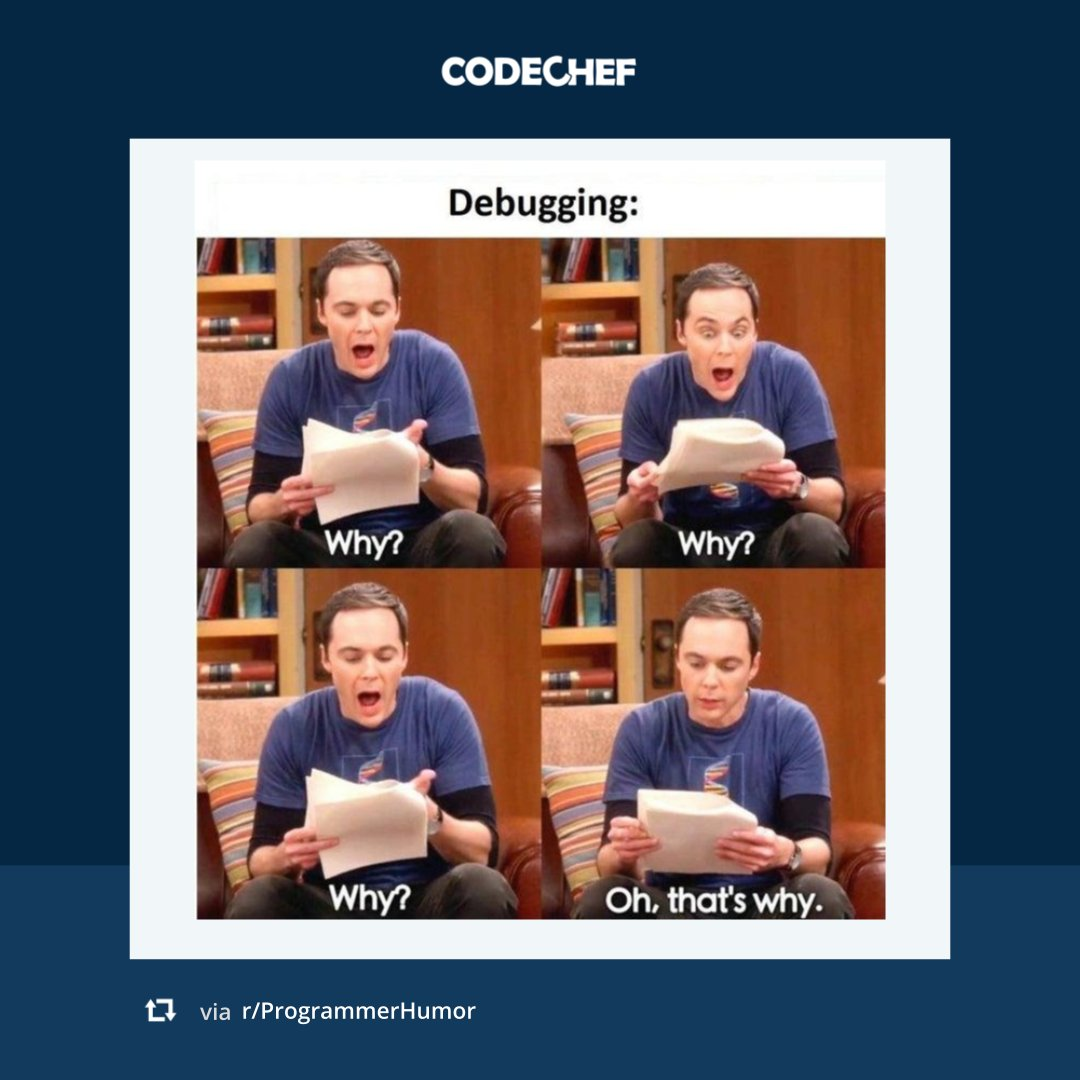 CODECHEF
Debugging:
Why?
Why?
Why?
Oh, that's why.
via r/ProgrammerHumor